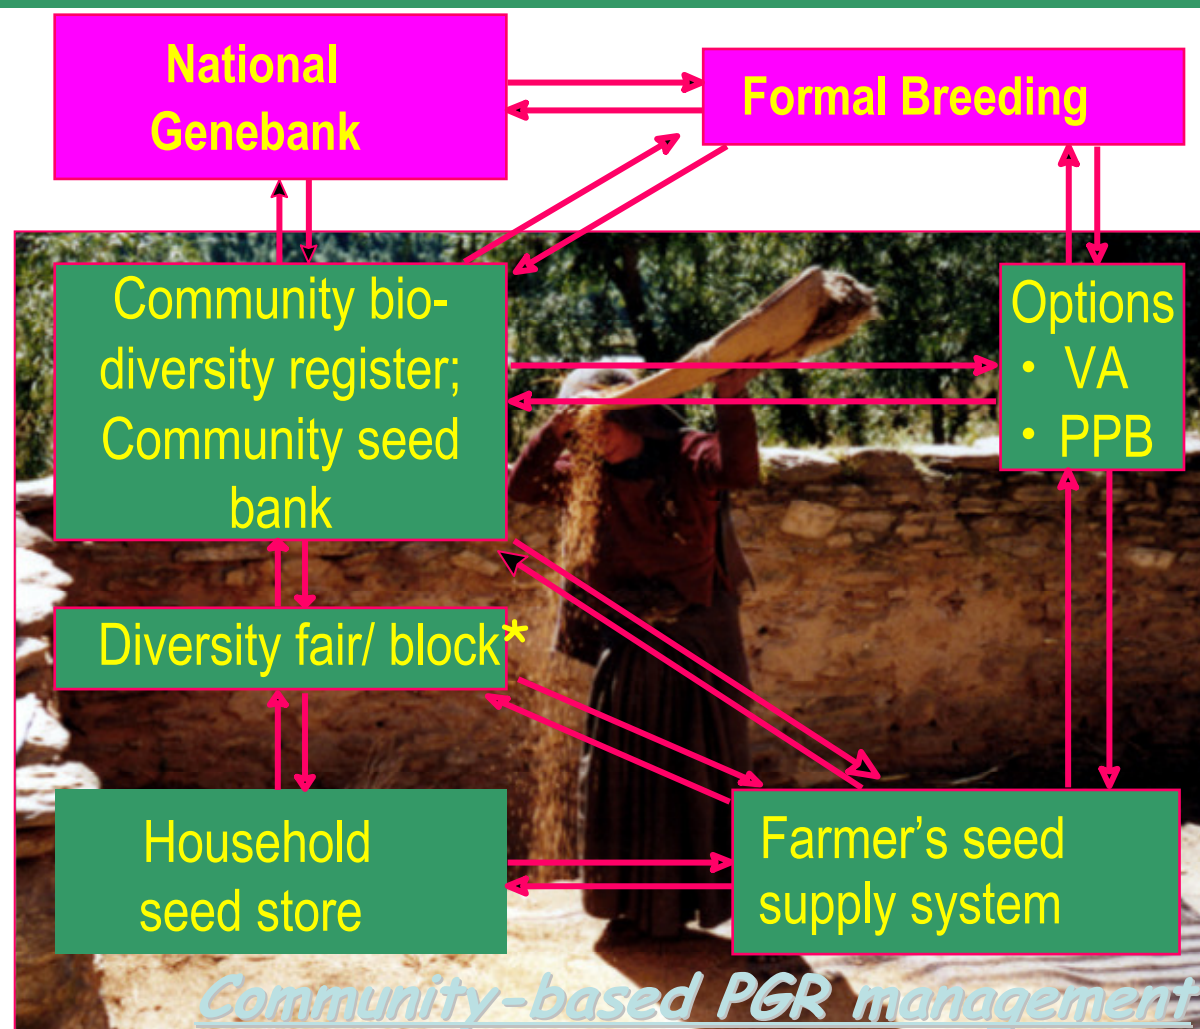 National
Genebank
Formal Breeding
Community bio-
diversity register;
Community seed
bank
Options
• VA
• PPB
Diversity fair/ block*
Household
seed store
Farmer’s seed
supply system
Community-based PGR management